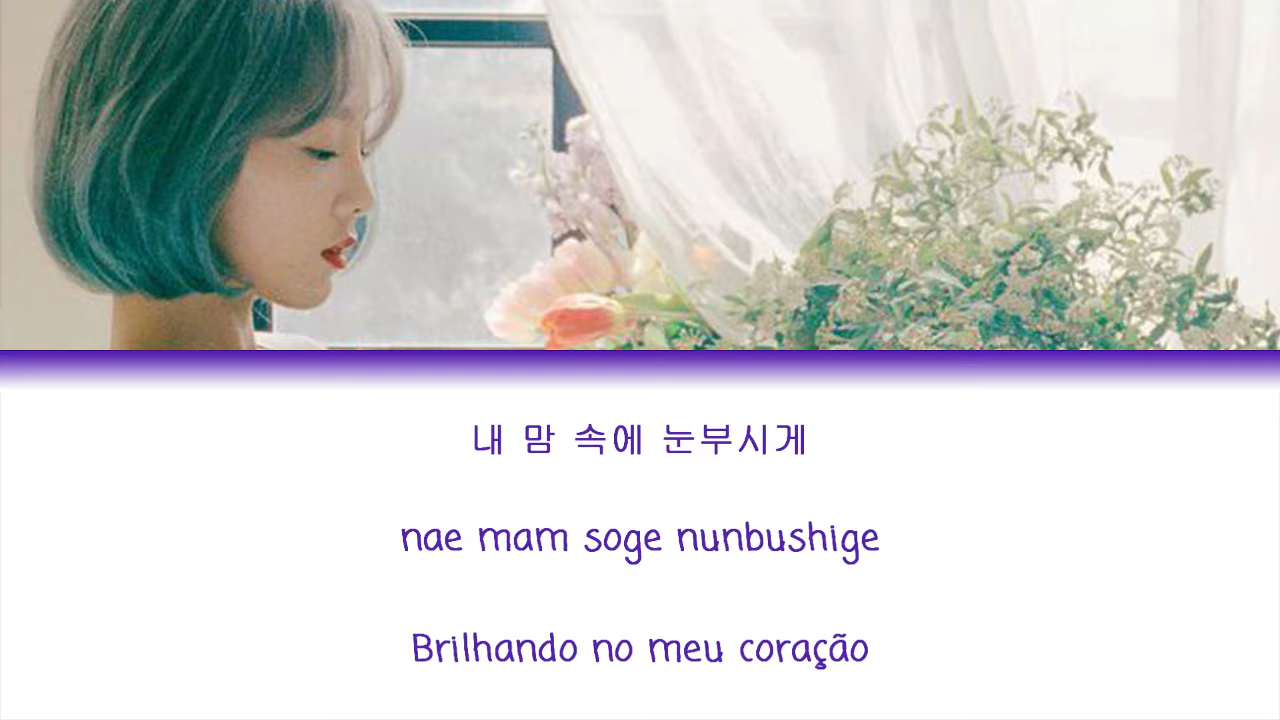 내 맘 속에 눈부시게
nae mam soge nunbushige
Brilhando no meu coração